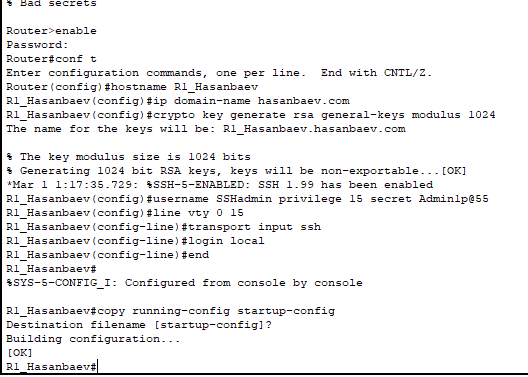 % Bad secrets
Router>enable
Password:
Router#conf t
Enter configuration commands, one per line.  End with CNTL/Z.
Router(config)#hostname R1_Hasanbaev
R1_Hasanbaev(config)#ip domain-name hasanbaev.com
R1_Hasanbaev(config)#crypto key generate rsa general-keys modulus 1024
The name for the keys will be: R1_Hasanbaev.hasanbaev.com
% The key modulus size is 1024 bits
% Generating 1024 bit RSA keys, keys will be non-exportable...[OK]
*Mar 1 1:17:35.729: %SSH-5-ENABLED: SSH 1.99 has been enabled
R1_Hasanbaev(config)#username SSHadmin privilege 15 secret Admin1p@55
R1_Hasanbaev(config)#line vty 0 15
R1_Hasanbaev(config-line)#transport input ssh
R1_Hasanbaev(config-line)#login local
R1_Hasanbaev(config-line)#end
R1_Hasanbaev#
%SYS-5-CONFIG_I: Configured from console by console
R1_Hasanbaev#copy running-config startup-config
Destination filename [startup-config]?
Building configuration...
[OK]
R1_Hasanbaev#